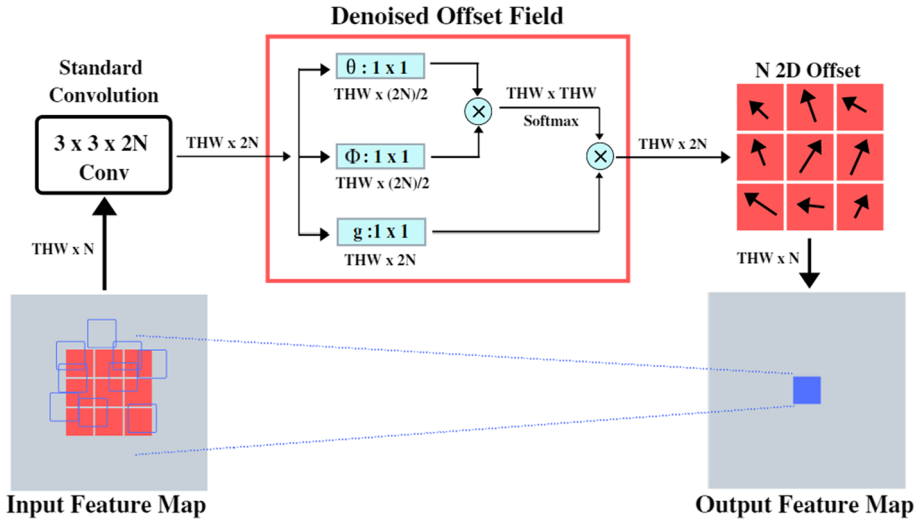 Denoised Offset Field
Standard
Convolution
3 x 3 x 2N
Conv
THW x N
THW x 2N
θ : 1 x 1
THW x (2N)/2
Φ : 1 x 1
THW x (2N)/2
g :1 x 1
THW x 2N
THW x THW
Softmax
THW x 2N
N 2D Offset
THW x N
Input Feature Map
Output Feature Map